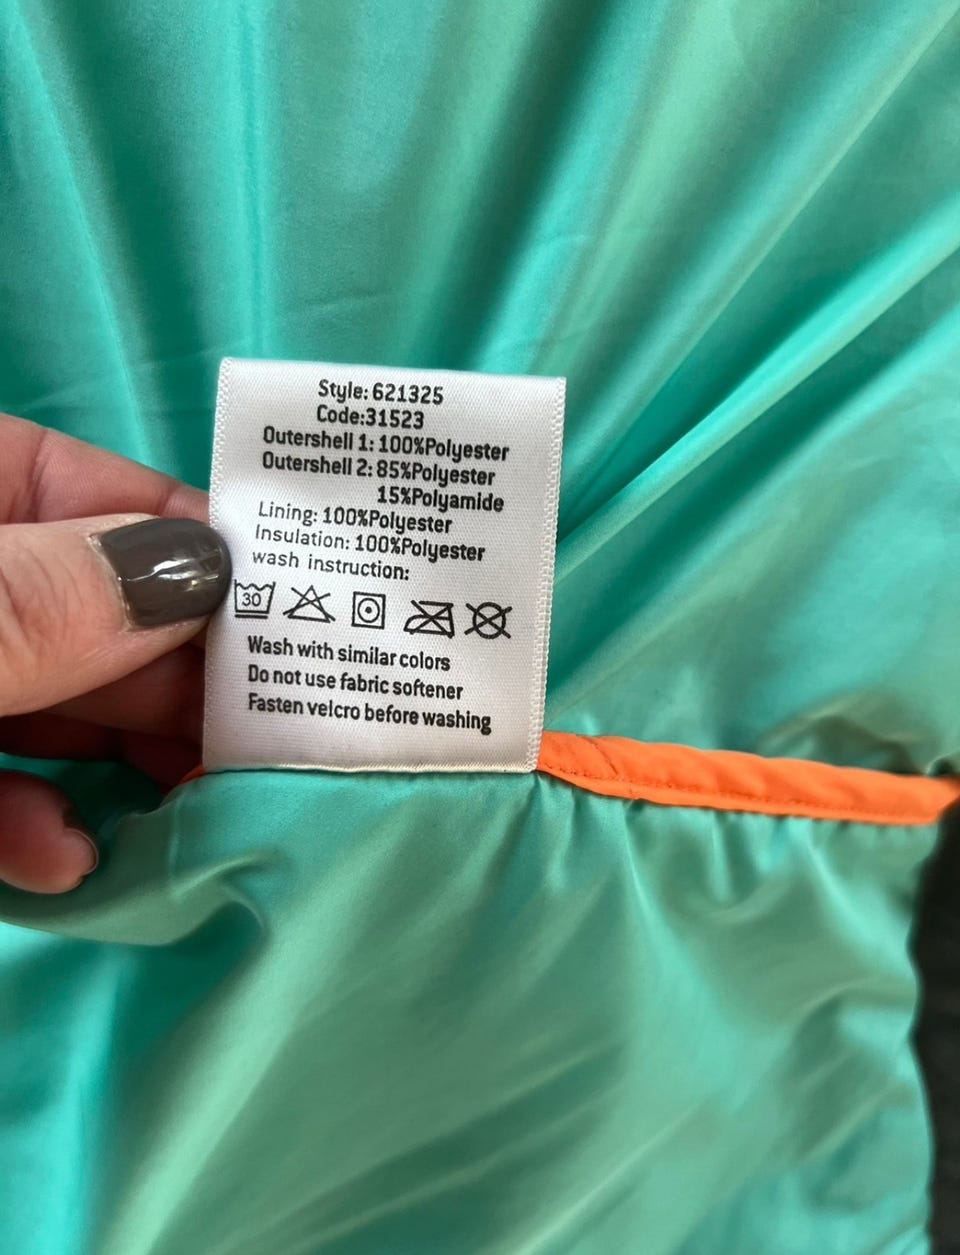 Style: 621325
Code:31523
Outershell 1: 100%Polyester
Outershell 2: 85%Polyester
15%Polyamide
Lining: 100%Polyester
Insulation: 100%Polyester
wash instruction:
30
Wash with similar colors
Do not use fabric softener
Fasten velcro before washing